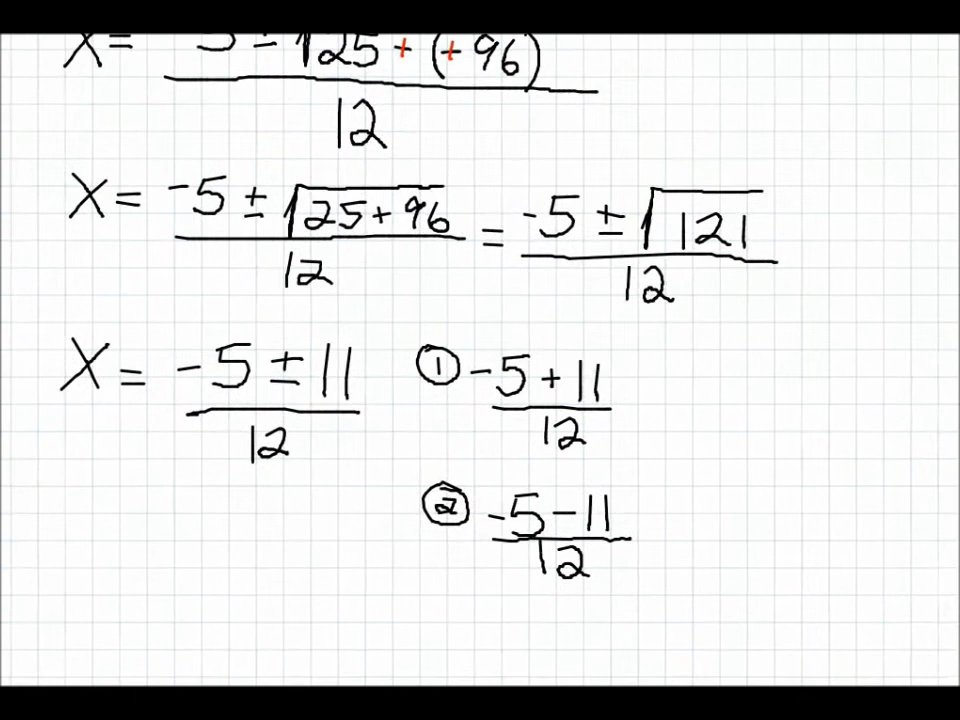 X = -5 ± √25 + (+96)
12
X = -5 ± √25 + 96 = -5 ± √121
12 12
X = -5 ± 11 ① -5 + 11
12 12
② -5 - 11
12